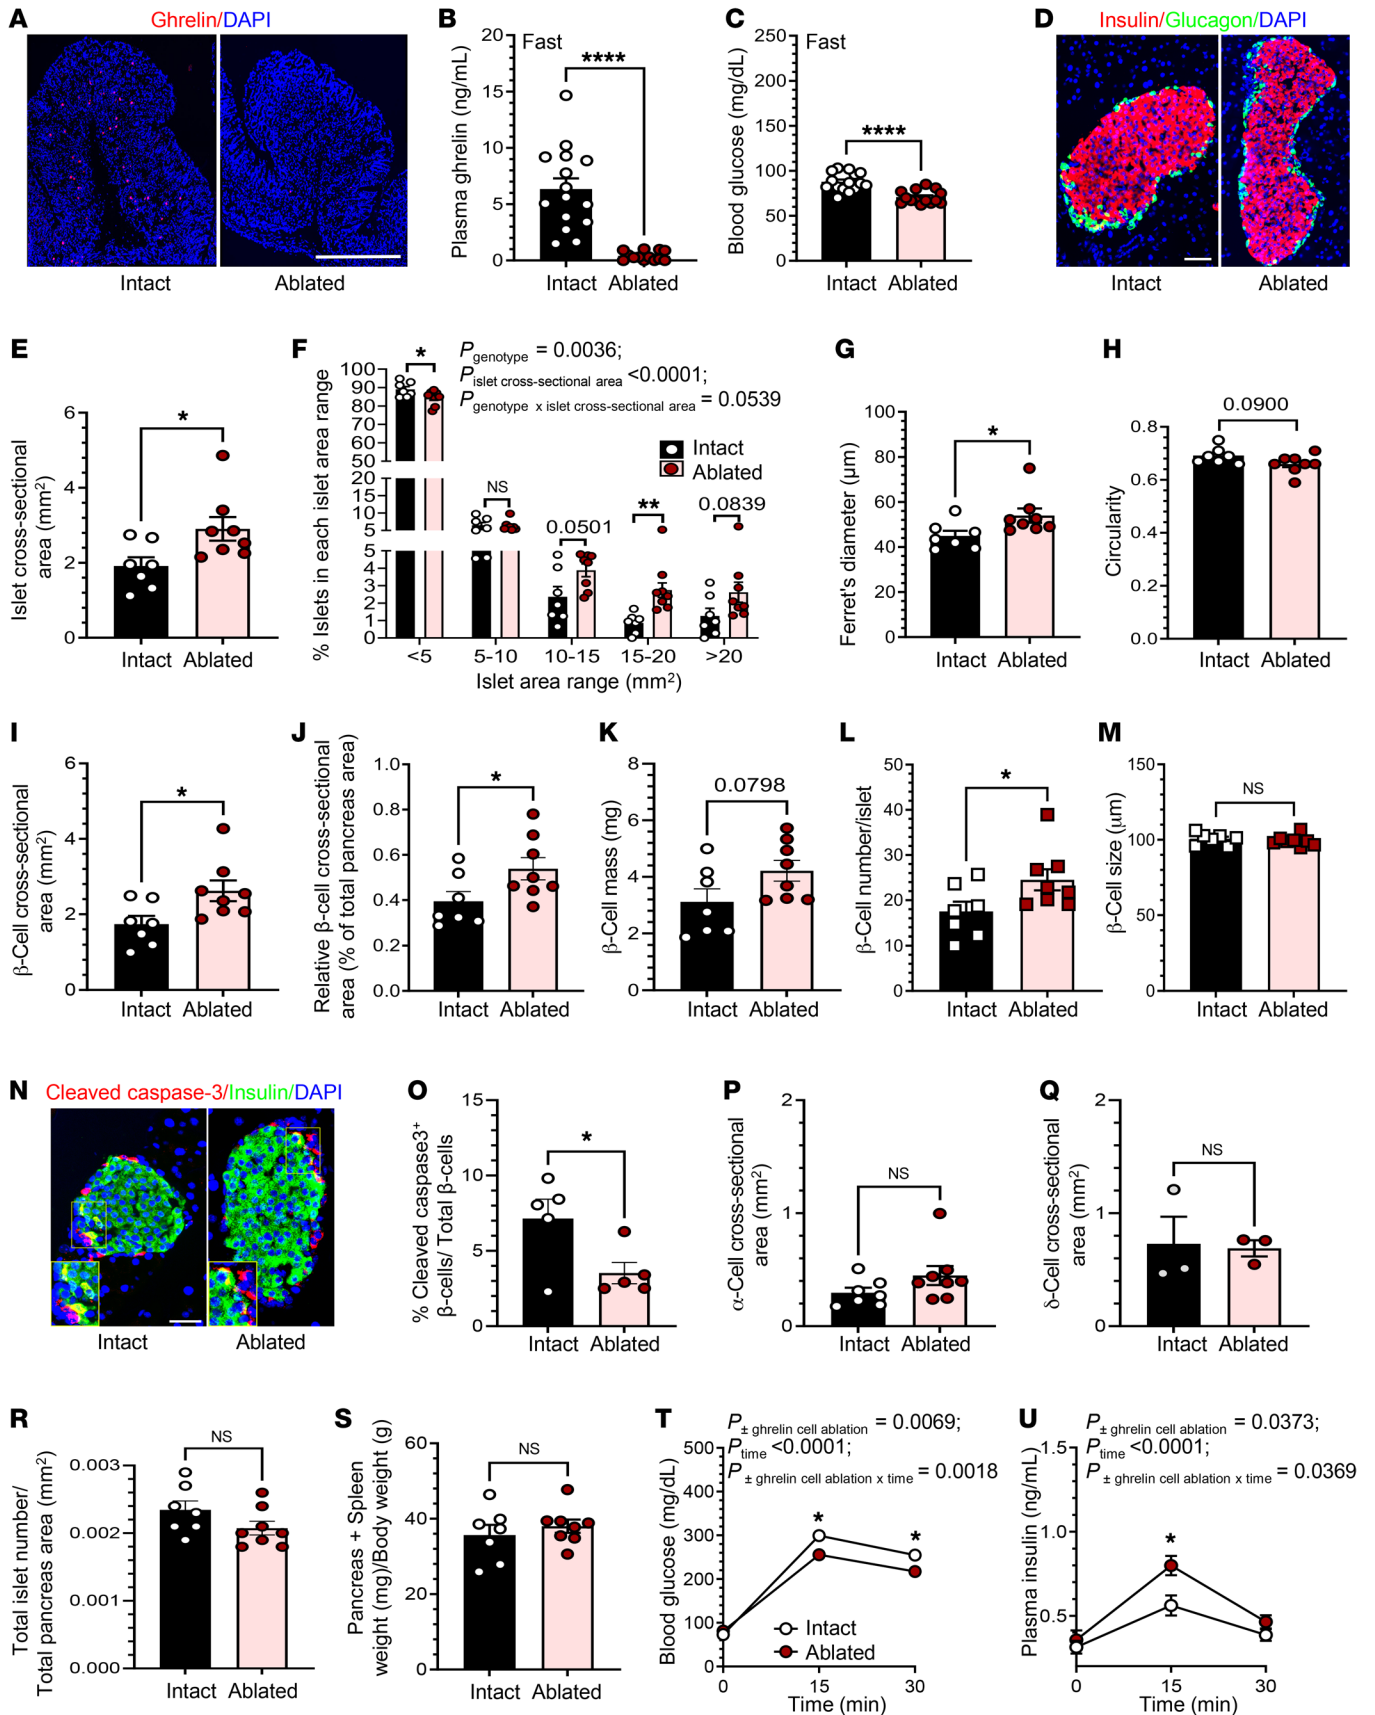 A
Ghrelin/DAPI
Intact
Ablated
B
Plasma ghrelin (ng/mL)
20
15
10
5
0
Fast
****
Intact
Ablated
C
Blood glucose (mg/dL)
250
200
150
100
50
0
Fast
****
Intact
Ablated
D
Insulin/Glucagon/DAPI
Intact
Ablated
E
Islet cross-sectional
area (mm2)
6
4
2
0
*
Intact
Ablated
F
% Islets in each islet area range
100
90
80
70
60
50
20
15
10
5
5
4
3
2
1
0
Pgenotype = 0.0036;
Pislet cross-sectional area <0.0001;
Pgenotype x islet cross-sectional area = 0.0539
Intact
Ablated
*
NS
0.0501
**
0.0839
<5
5-10
10-15
15-20
>20
Islet area range (mm2)
G
Ferret's diameter (μm)
100
80
60
40
20
0
*
Intact
Ablated
H
Circularity
0.8
0.6
0.4
0.2
0.0
0.0900
Intact
Ablated
I
β-Cell cross-sectional
area (mm2)
6
4
2
0
*
Intact
Ablated
J
Relative β-cell cross-sectional
area (% of total pancreas area)
1.0
0.8
0.6
0.4
0.2
0.0
*
Intact
Ablated
K
β-Cell mass (mg)
8
6
4
2
0
0.0798
Intact
Ablated
L
β-Cell number/islet
50
40
30
20
10
0
*
Intact
Ablated
M
β-Cell size (μm)
150
100
50
0
NS
Intact
Ablated
N
Cleaved caspase-3/Insulin/DAPI
Intact
Ablated
O
% Cleaved caspase3+
β-cells/ Total β-cells
15
10
5
0
*
Intact
Ablated
P
α-Cell cross-sectional
area (mm2)
2
1
0
NS
Intact
Ablated
Q
δ-Cell cross-sectional
area (mm2)
2
1
0
NS
Intact
Ablated
R
Total islet number/
Total pancreas area (mm2)
0.003
0.002
0.001
0.000
NS
Intact
Ablated
S
Pancreas + Spleen
weight (mg)/Body weight (g)
60
40
20
0
NS
Intact
Ablated
T
P± ghrelin cell ablation = 0.0069;
Ptime <0.0001;
P± ghrelin cell ablation x time = 0.0018
Blood glucose (mg/dL)
500
400
300
200
100
0
*
*
Intact
Ablated
0
15
30
Time (min)
U
P± ghrelin cell ablation = 0.0373;
Ptime <0.0001;
P± ghrelin cell ablation x time = 0.0369
Plasma insulin (ng/mL)
1.5
1.0
0.5
*
0
15
30
Time (min)